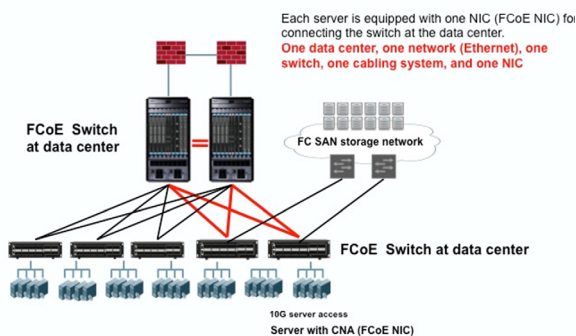 Each server is equipped with one NIC (FCoE NIC) for
connecting the switch at the data center.
One data center, one network (Ethernet), one
switch, one cabling system, and one NIC
FCoE Switch
at data center
FC SAN storage network
FCoE Switch at data center
10G server access
Server with CNA (FCoE NIC)